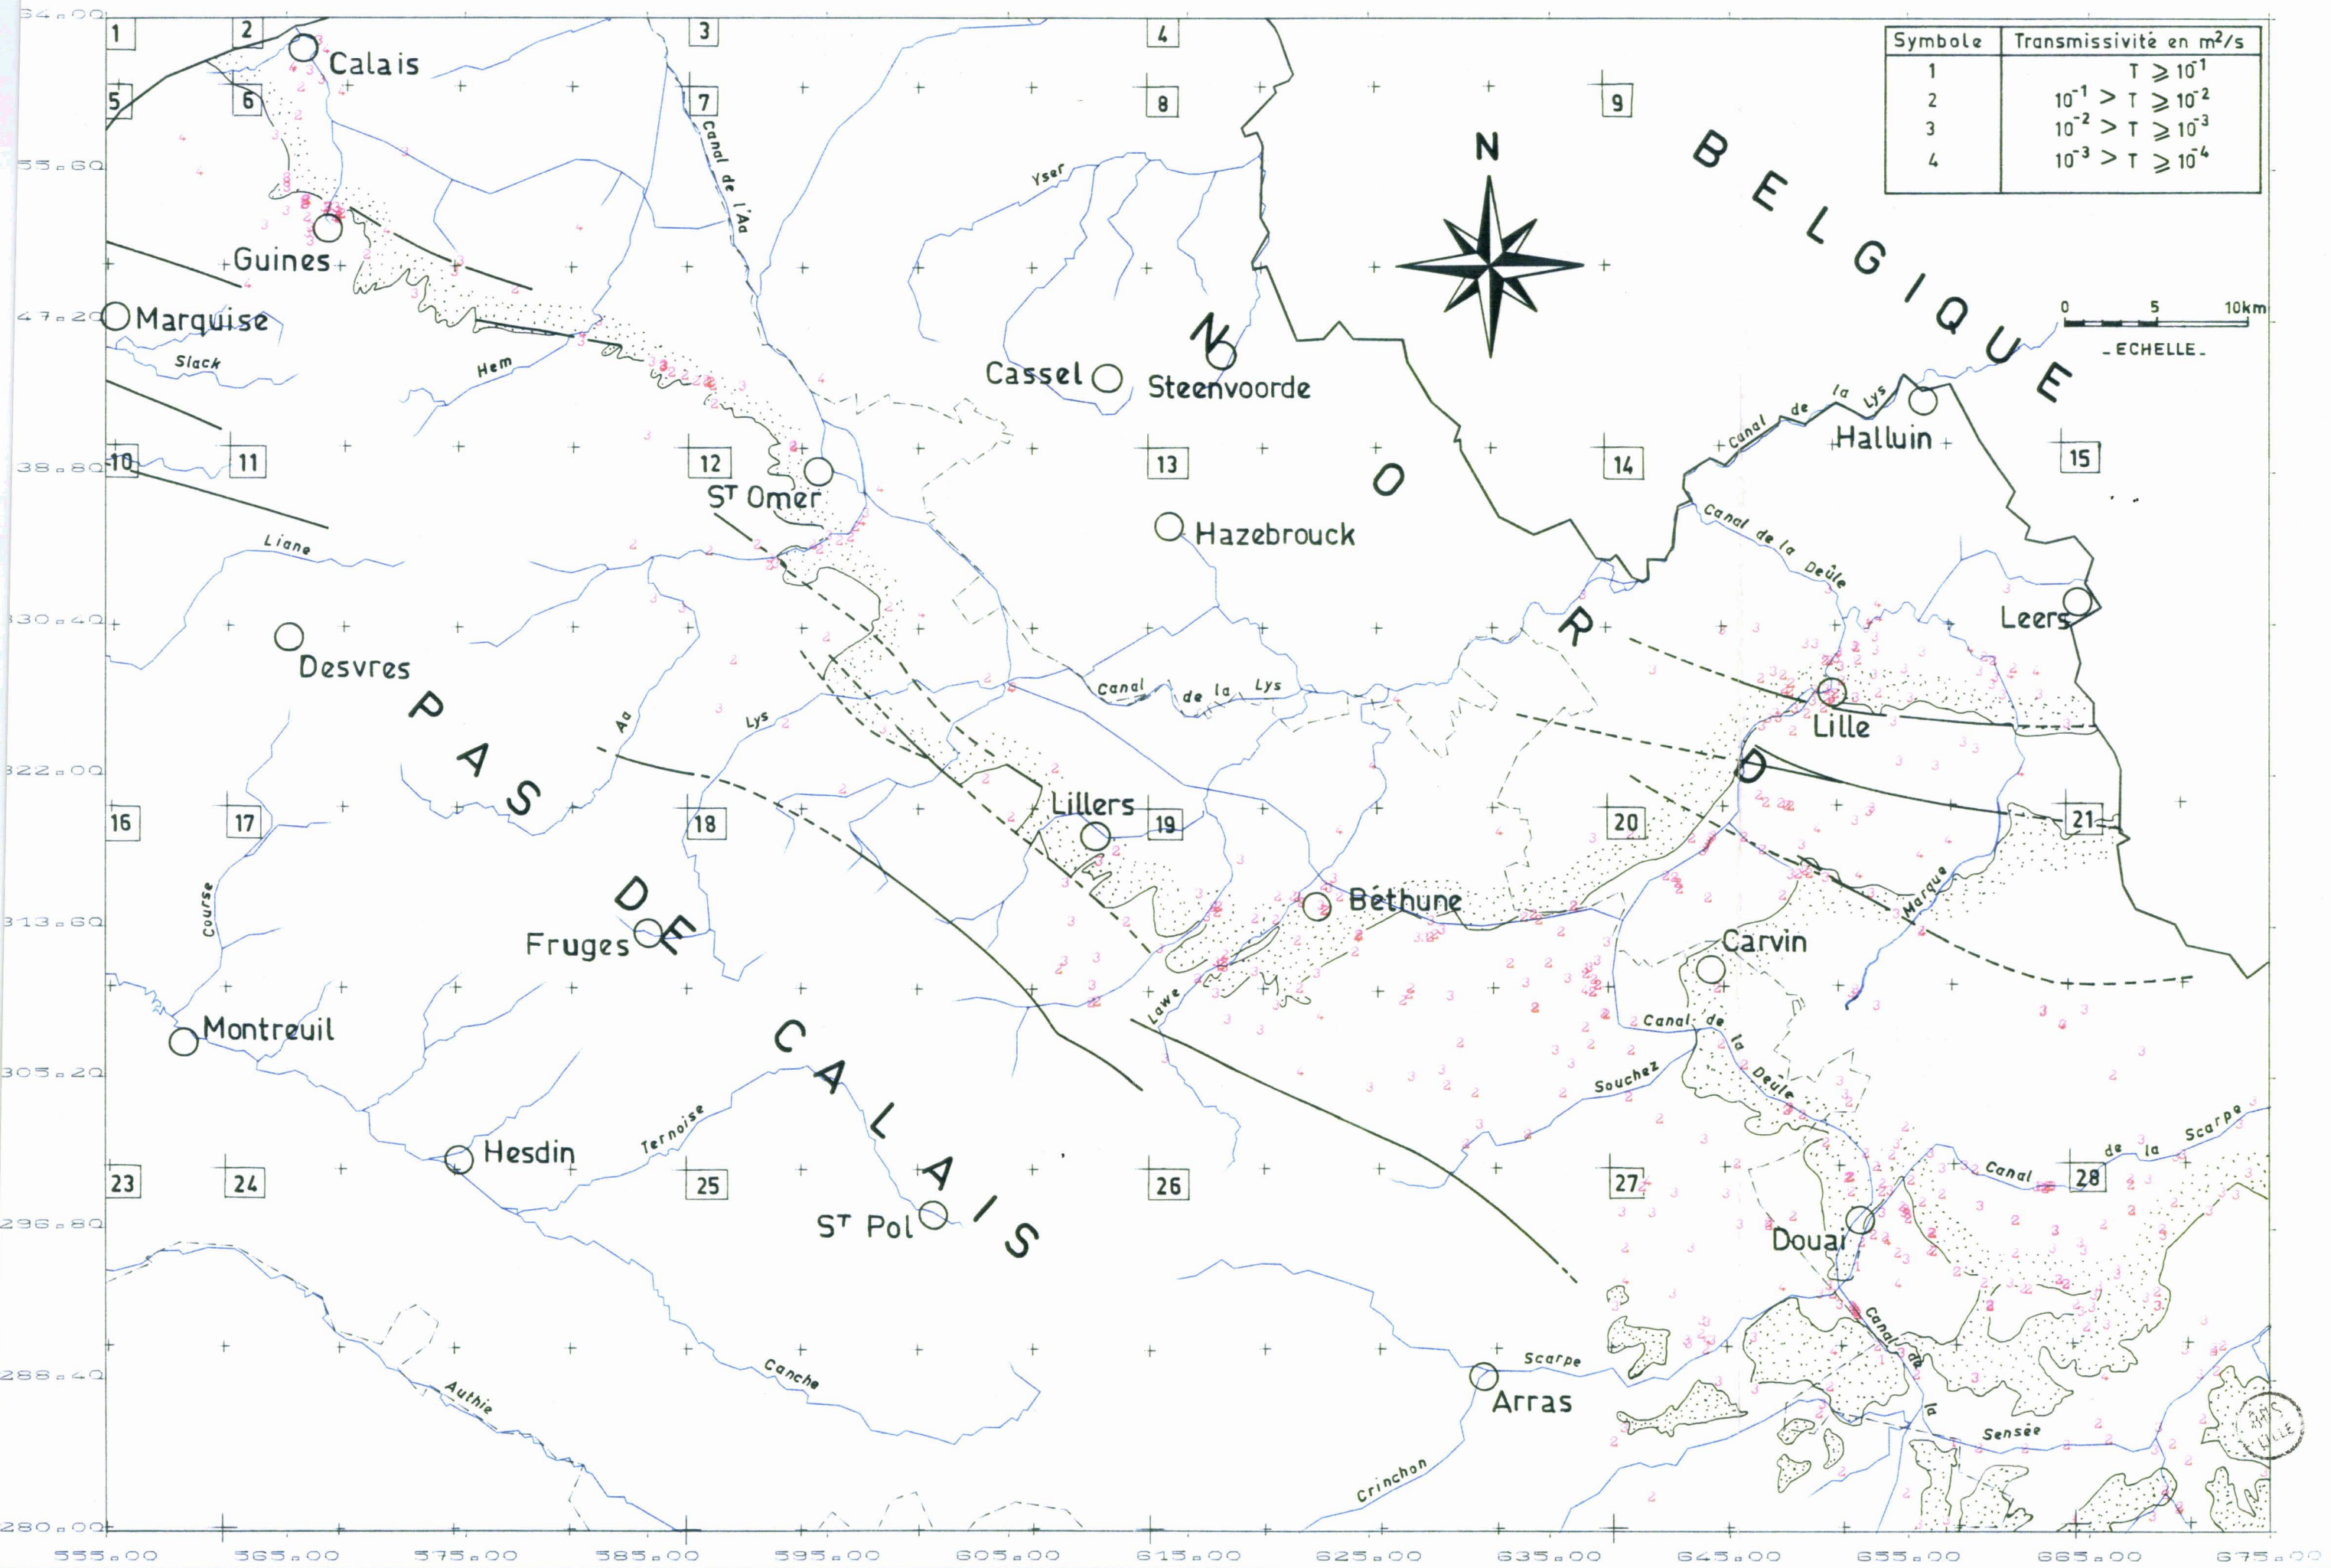 1
2
3
4
Calais
Symbole
Transmissivité en m²/s
1
T ⩾ 10⁻¹
2
10⁻¹ > T ⩾ 10⁻²
3
10⁻² > T ⩾ 10⁻³
4
10⁻³ > T ⩾ 10⁻⁴
5
6
7
8
9
Canal de l'Aa
Yser
N
BELGIQUE
55.60
Guines
47.20
Marquise
Slack
Hem
Cassel
Steenvoorde
0 5 10km
_ ECHELLE _
NORD
Canal de la Lys
Halluin
38.80
10
11
12
13
14
15
Sᵀ Omer
Hazebrouck
Liane
Canal de la Deûle
330.40
Leers
Desvres
PAS DE CALAIS
Aa
Lys
Canal de la Lys
Lille
322.00
Lillers
16
17
18
19
20
21
Course
313.60
Fruges
Béthune
Marque
Carvin
Lawe
Montreuil
Canal de la Deûle
305.20
Souchez
Ternoise
Hesdin
Canal de la Scarpe
23
24
25
26
27
28
296.80
Sᵀ Pol
Douai
Canal de la
Canche
288.40
Authie
Scarpe
Arras
Sensée
Crinchon
LILLE
280.00
555.00 565.00 575.00 585.00 595.00 605.00 615.00 625.00 635.00 645.00 655.00 665.00 675.00